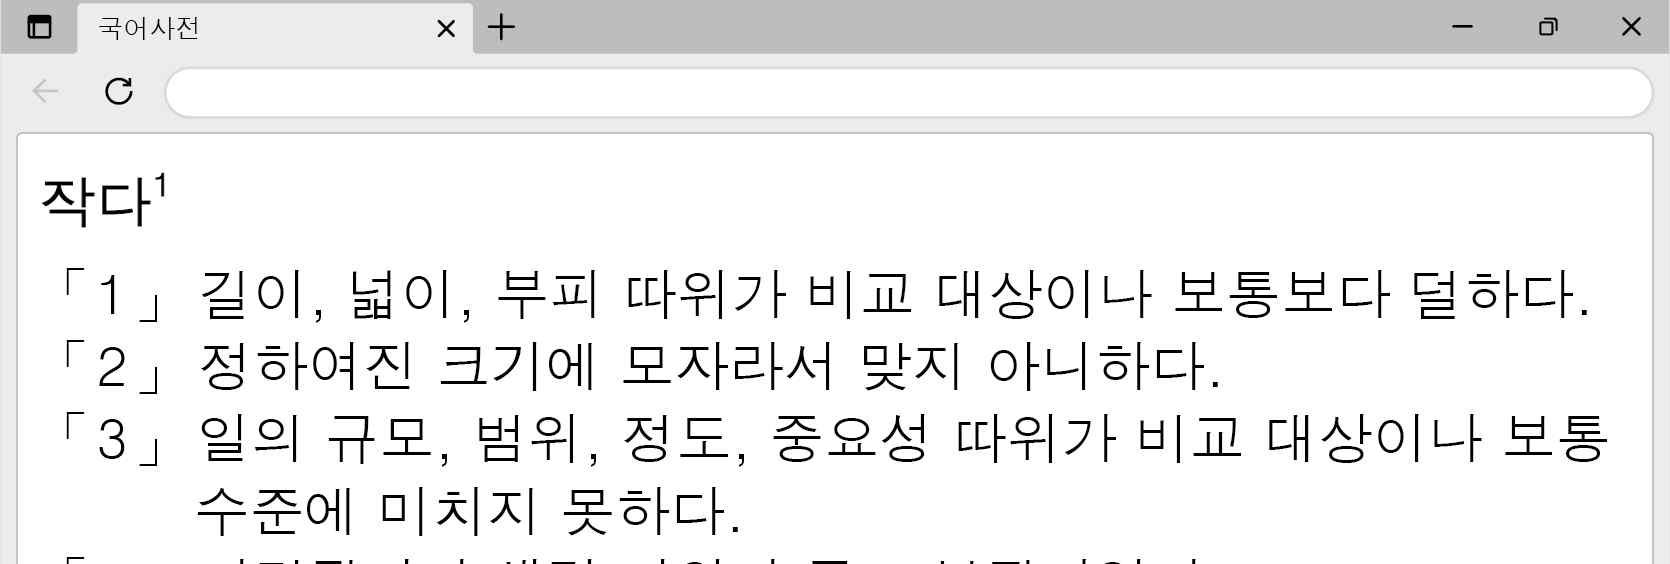 국어사전
작다¹
「1」 길이, 넓이, 부피 따위가 비교 대상이나 보통보다 덜하다.
「2」 정하여진 크기에 모자라서 맞지 아니하다.
「3」 일의 규모, 범위, 정도, 중요성 따위가 비교 대상이나 보통
수준에 미치지 못하다.